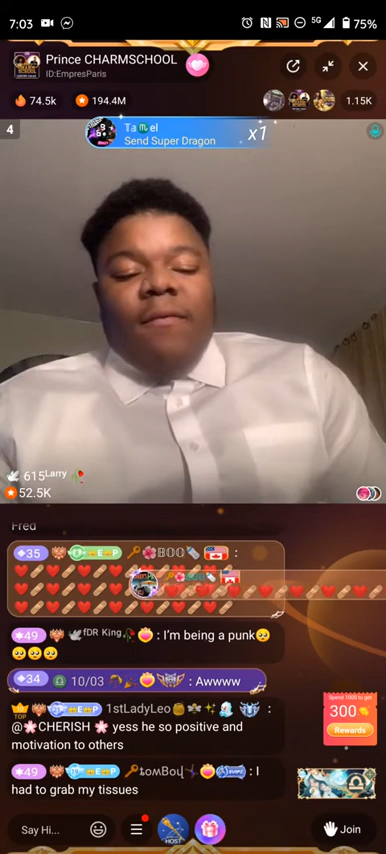 7:03
5G 75%
Prince CHARMSCHOOL
ID:EmpresParis
74.5k
194.4M
1.15K
4
Ta♏el
Send Super Dragon
x1
615ᴸᵃʳʳʸ
52.5K
Fred
35 E P 𝔹𝕆𝕆 :
49 ᶠᴰᴿ King : I'm being a punk🥺
🥺🥺🥺
34 ♎ 10/03 : Awwww
TOP E P 1stLadyLeo :
@🌸CHERISH 🌸 yess he so positive and
motivation to others
49 E P : I
had to grab my tissues
Spend 1000 to get
300
Rewards
Say Hi...
HOST
Join